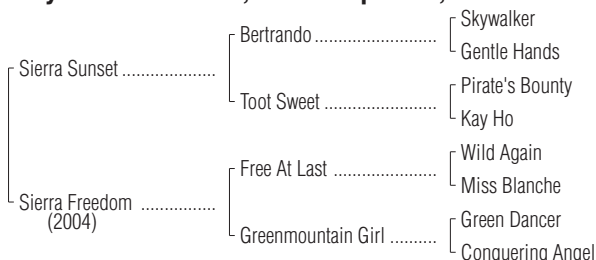 Skywalker
Bertrando ....................
Gentle Hands
Sierra Sunset ...................
Pirate's Bounty
Toot Sweet .......................
Kay Ho
Wild Again
Free At Last .....................
Miss Blanche
Sierra Freedom ...............
(2004)
Green Dancer
Greenmountain Girl ..........
Conquering Angel